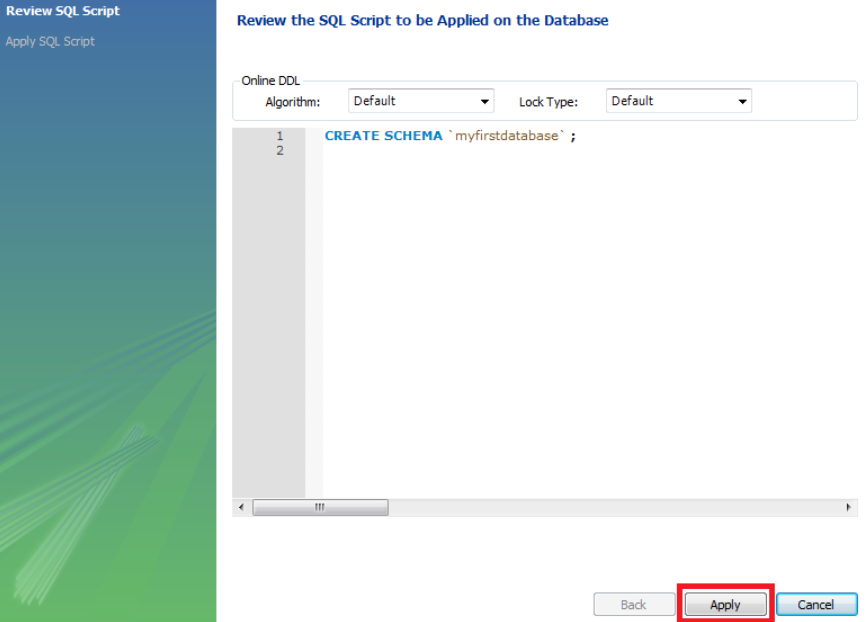 Review SQL Script
Apply SQL Script
Review the SQL Script to be Applied on the Database
Online DDL
Algorithm: Default Lock Type: Default
1 CREATE SCHEMA `myfirstdatabase` ;
2
Back Apply Cancel